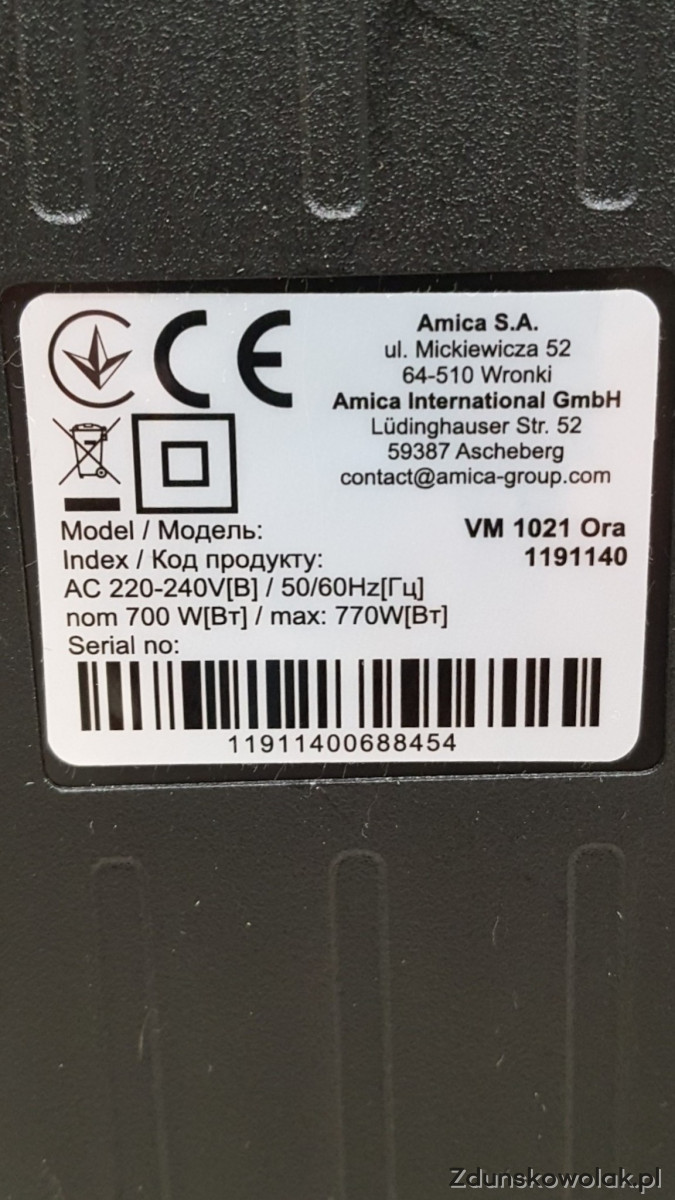 Amica S.A.
ul. Mickiewicza 52
64-510 Wronki
Amica International GmbH
Lüdinghauser Str. 52
59387 Ascheberg
contact@amica-group.com
Model / Модель: VM 1021 Ora
Index / Код продукту: 1191140
AC 220-240V[В] / 50/60Hz[Гц]
nom 700 W[Вт] / max: 770W[Вт]
Serial no:
11911400688454
Zduńskowolak.pl